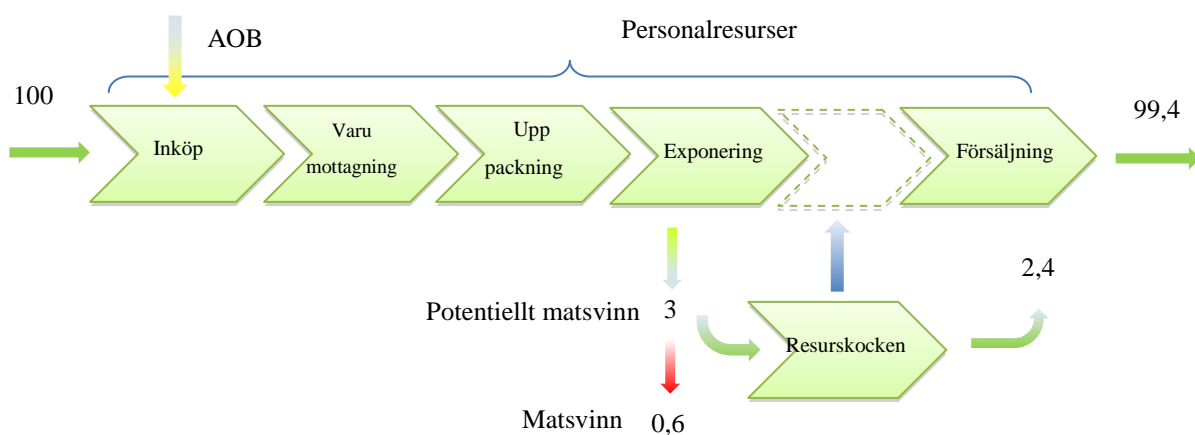 Personalresurser
AOB
100
99,4
Inköp
Varu
mottagning
Upp
packning
Exponering
Försäljning
2,4
Potentiellt matsvinn 3
Resurskocken
Matsvinn 0,6